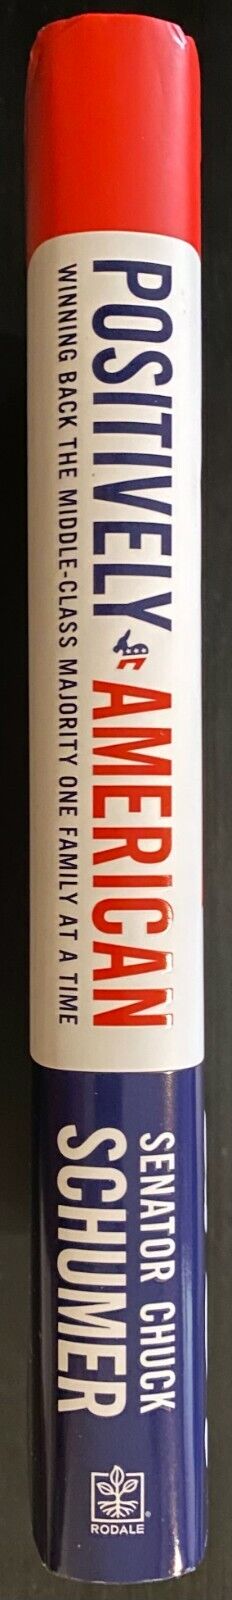 POSITIVELY AMERICAN
WINNING BACK THE MIDDLE-CLASS MAJORITY ONE FAMILY AT A TIME
SENATOR CHUCK
SCHUMER
RODALE